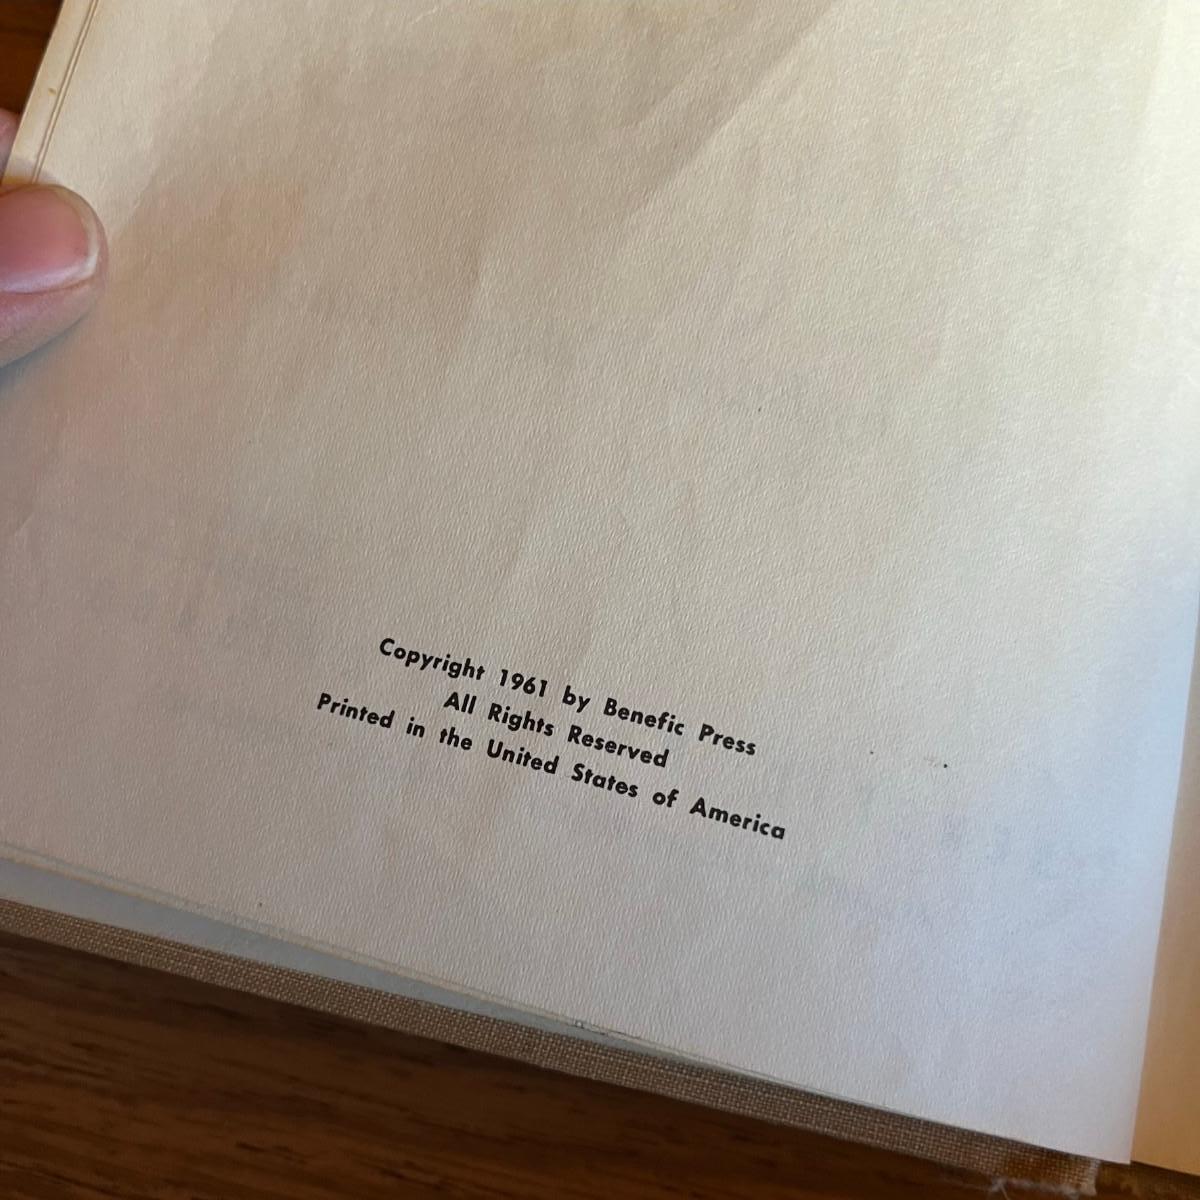 Copyright 1961 by Benefic Press
All Rights Reserved
Printed in the United States of America